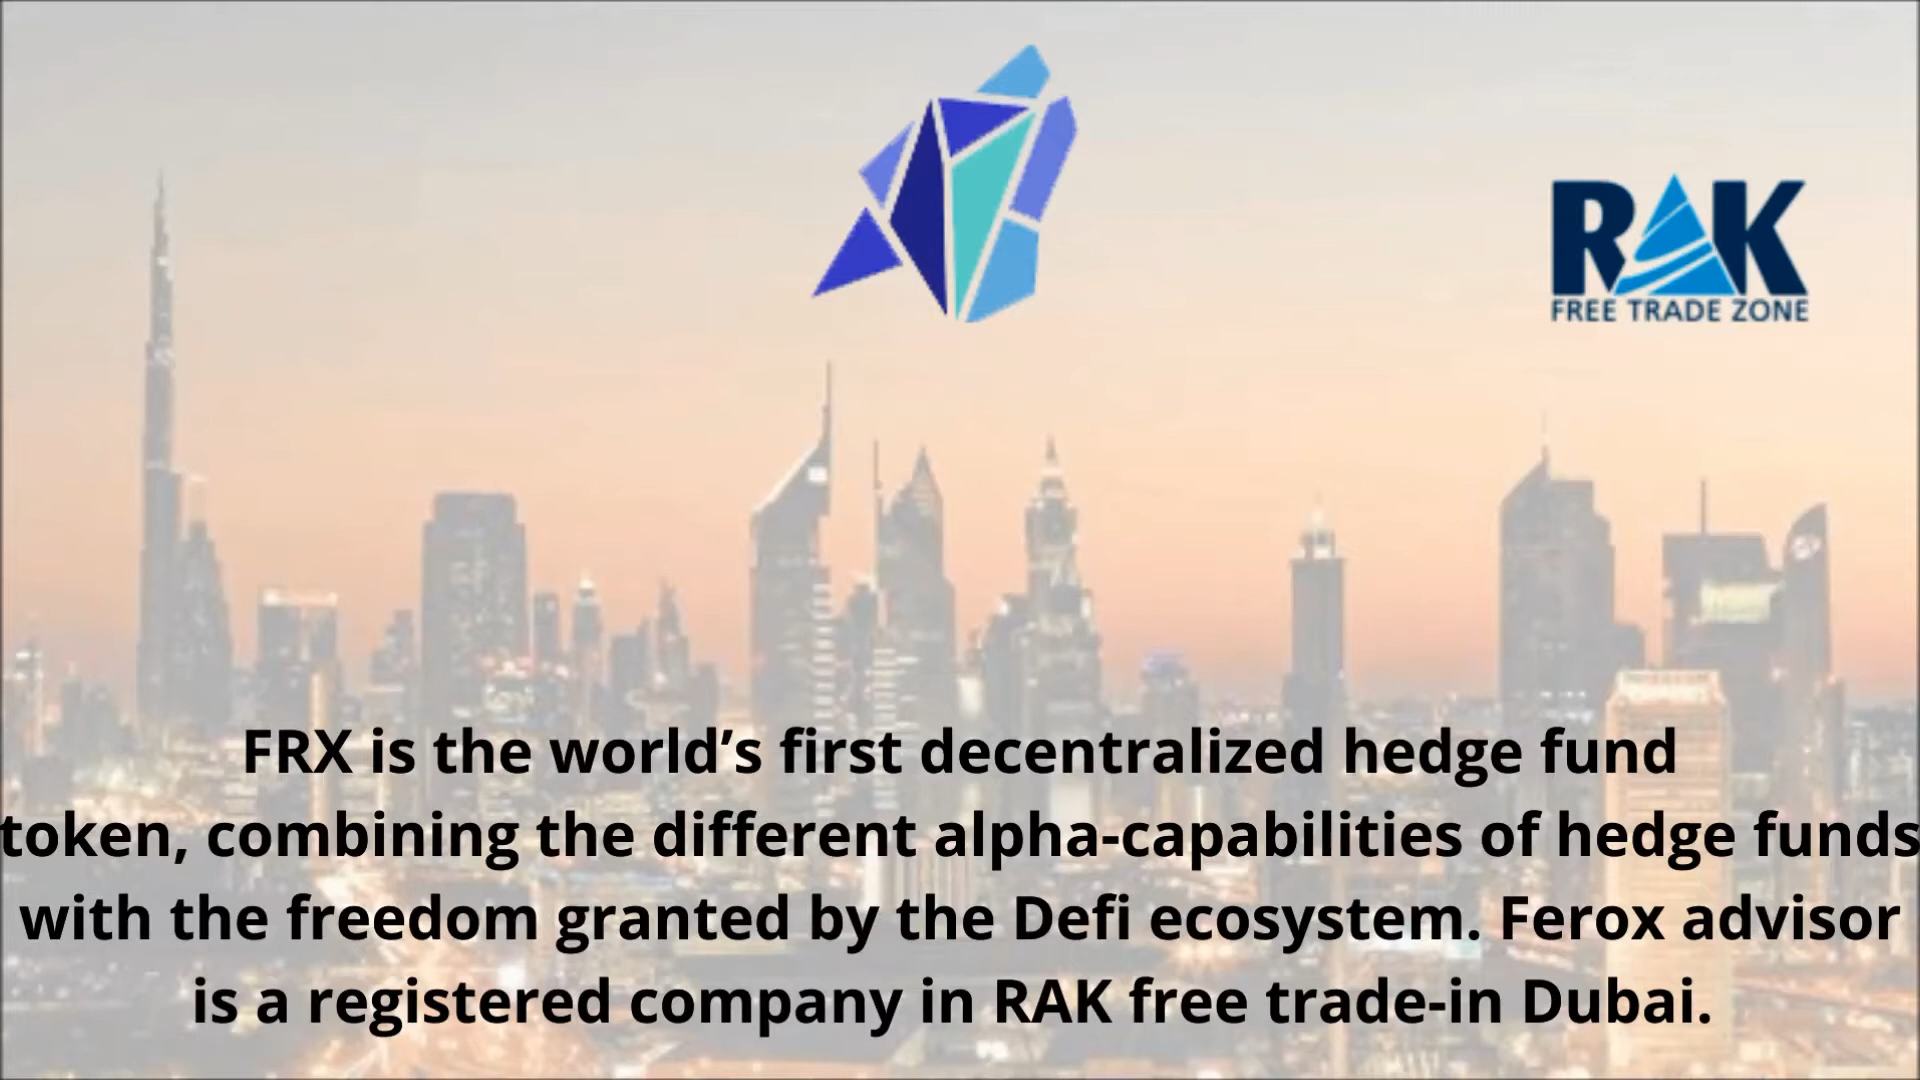 RAK
FREE TRADE ZONE
FRX is the world’s first decentralized hedge fund
token, combining the different alpha-capabilities of hedge funds
with the freedom granted by the Defi ecosystem. Ferox advisor
is a registered company in RAK free trade-in Dubai.